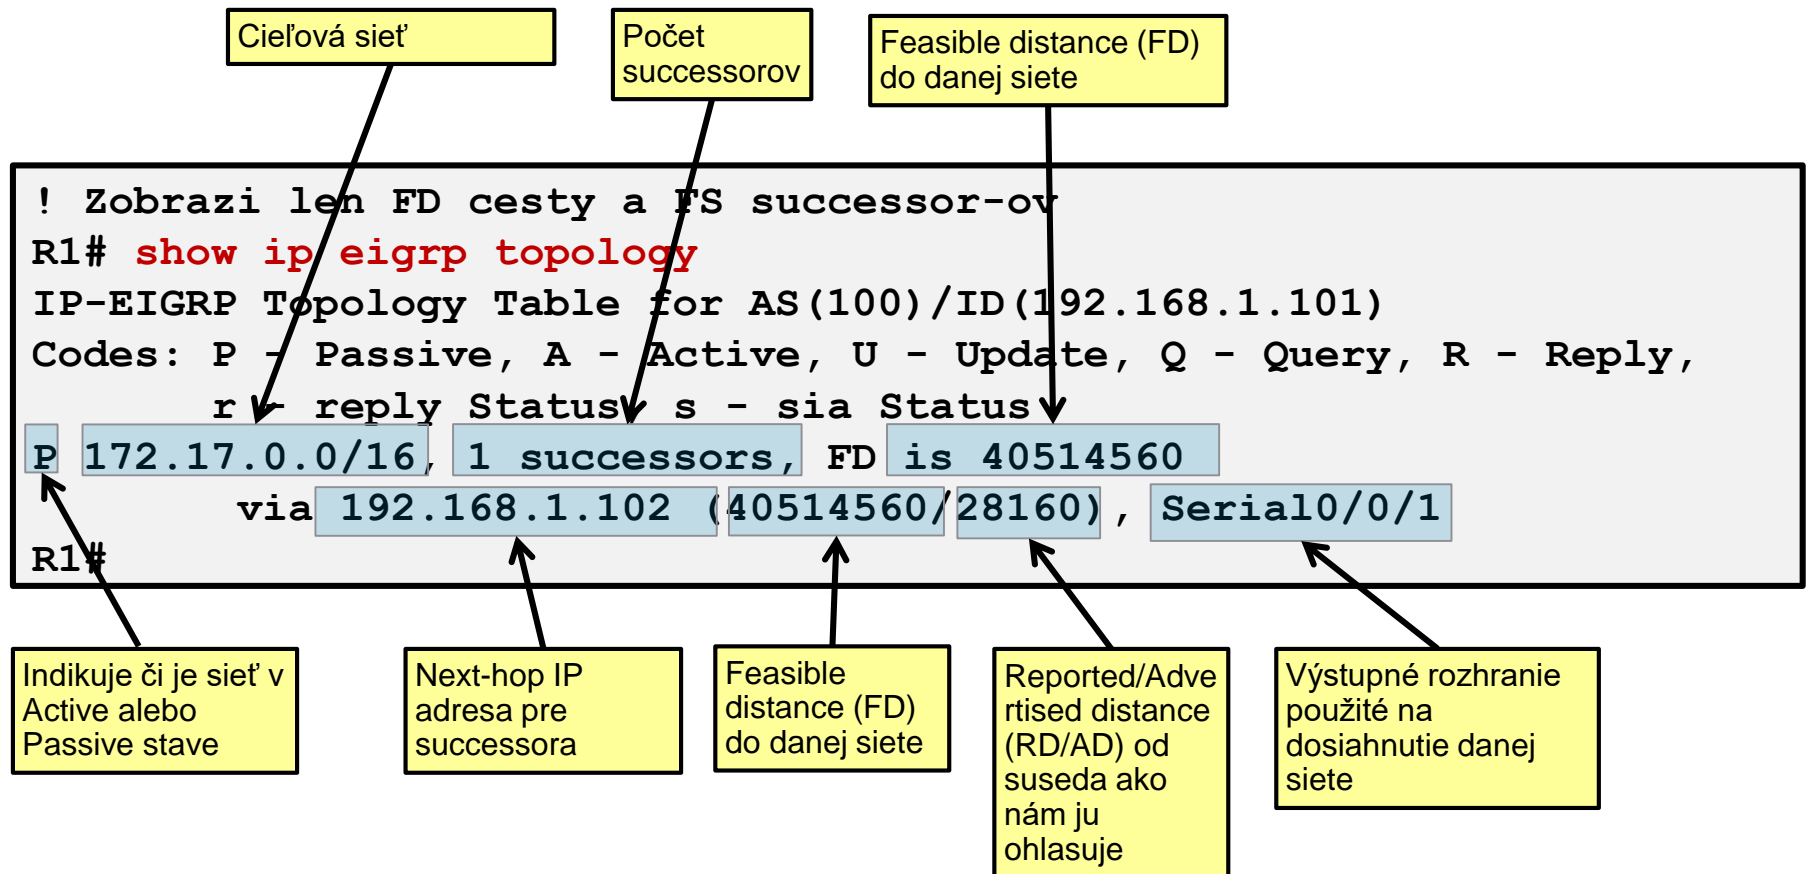 Cieľová sieť
Počet
successorov
Feasible distance (FD)
do danej siete
! Zobrazi len FD cesty a FS successor-ov
R1# show ip eigrp topology
IP-EIGRP Topology Table for AS(100)/ID(192.168.1.101)
Codes: P - Passive, A - Active, U - Update, Q - Query, R - Reply,
r - reply Status, s - sia Status
P 172.17.0.0/16, 1 successors, FD is 40514560
via 192.168.1.102 (40514560/28160), Serial0/0/1
R1#
Indikuje či je sieť v
Active alebo
Passive stave
Next-hop IP
adresa pre
successora
Feasible
distance (FD)
do danej siete
Reported/Adve
rtised distance
(RD/AD) od
suseda ako
nám ju
ohlasuje
Výstupné rozhranie
použité na
dosiahnutie danej
siete